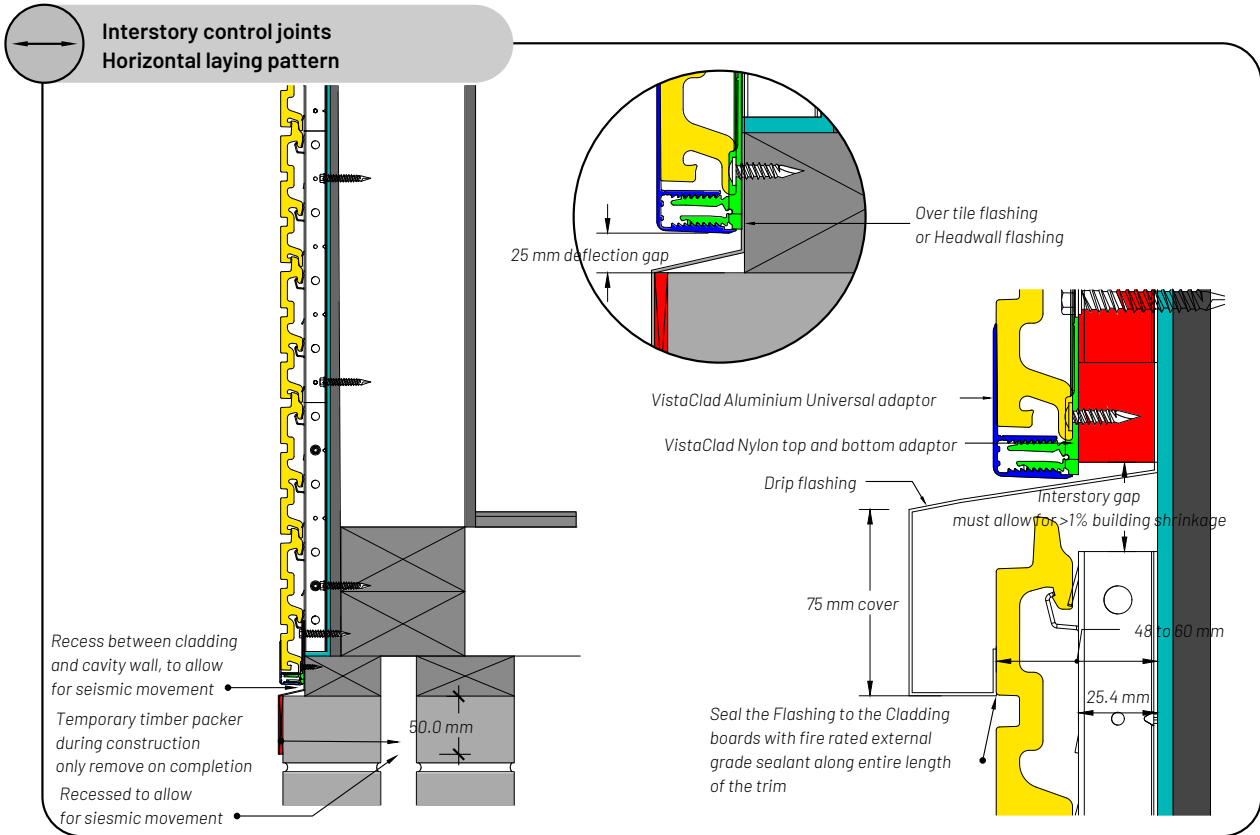 Interstory control joints
Horizontal laying pattern
Over tile flashing
or Headwall flashing
25 mm deflection gap
VistaClad Aluminium Universal adaptor
VistaClad Nylon top and bottom adaptor
Drip flashing
Interstory gap
must allow for >1% building shrinkage
75 mm cover
48 to 60 mm
25.4 mm
Recess between cladding
and cavity wall, to allow
for seismic movement
Temporary timber packer
during construction
only remove on completion
50.0 mm
Recessed to allow
for siesmic movement
Seal the Flashing to the Cladding
boards with fire rated external
grade sealant along entire length
of the trim